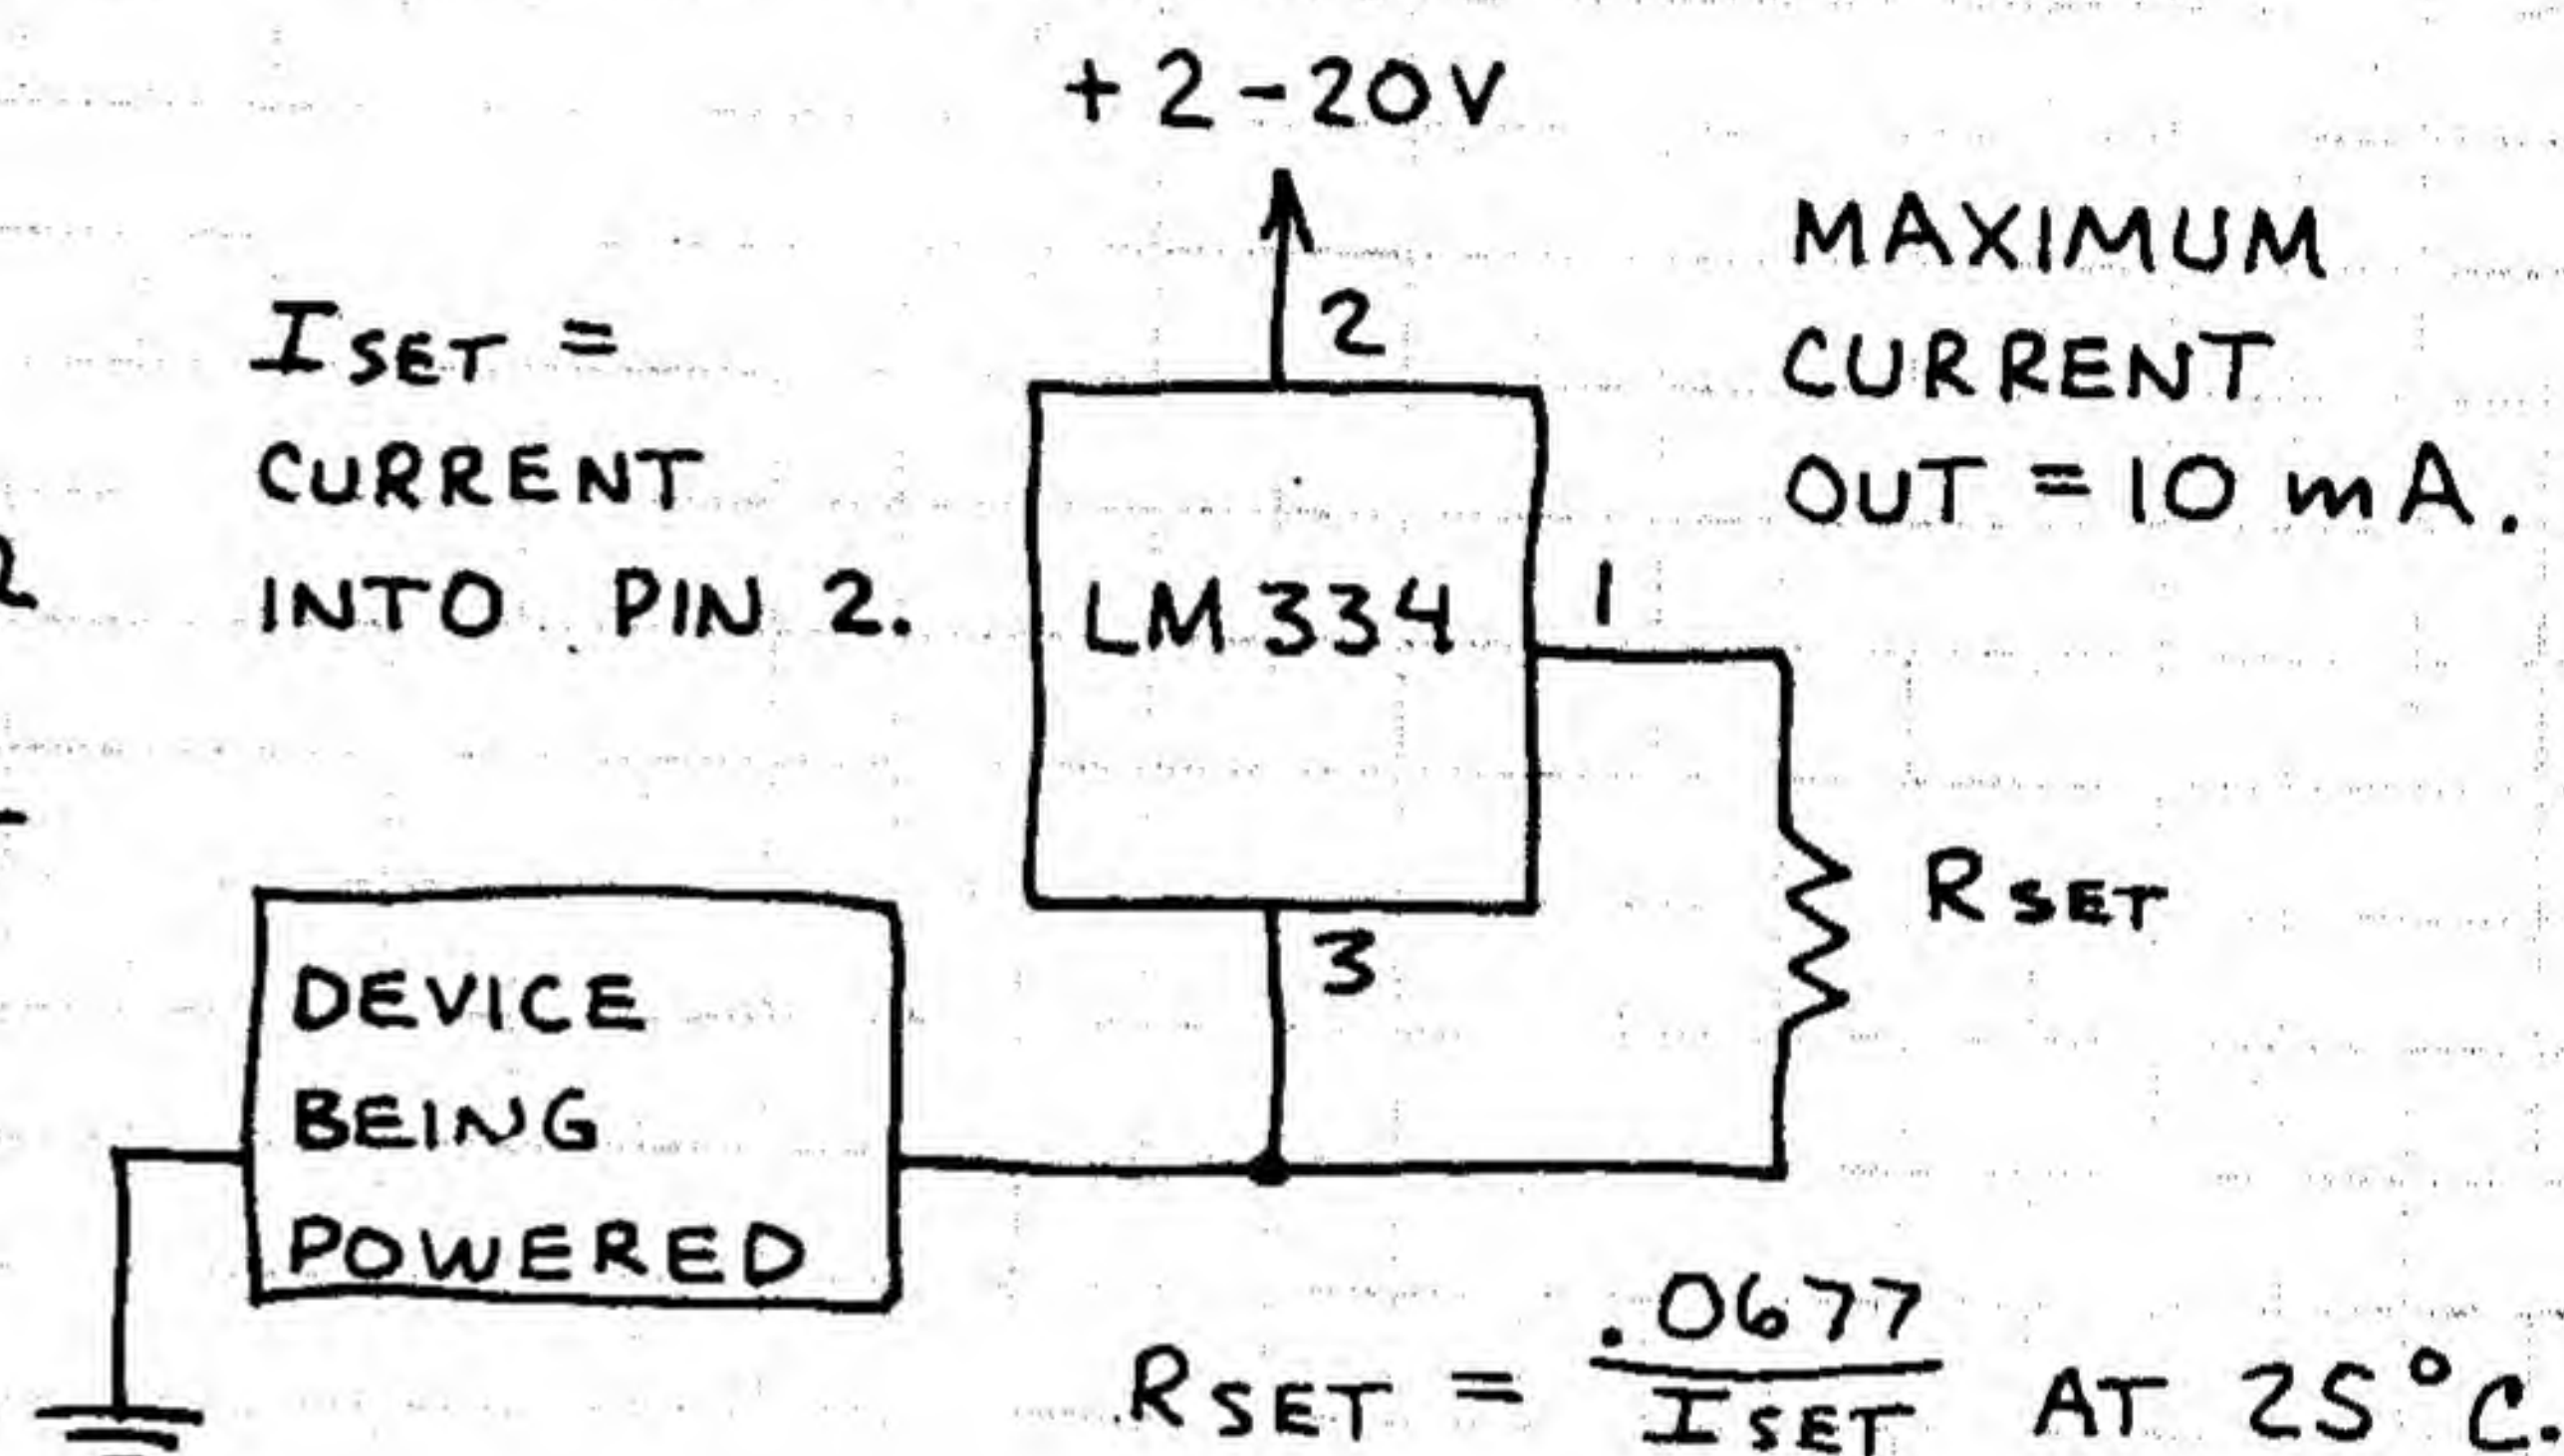 +2-20V
ISET =
CURRENT
INTO PIN 2.
2
MAXIMUM
CURRENT
OUT = 10 mA.
LM334
1
3
RSET
DEVICE
BEING
POWERED
RSET = .0677 / ISET AT 25°C.